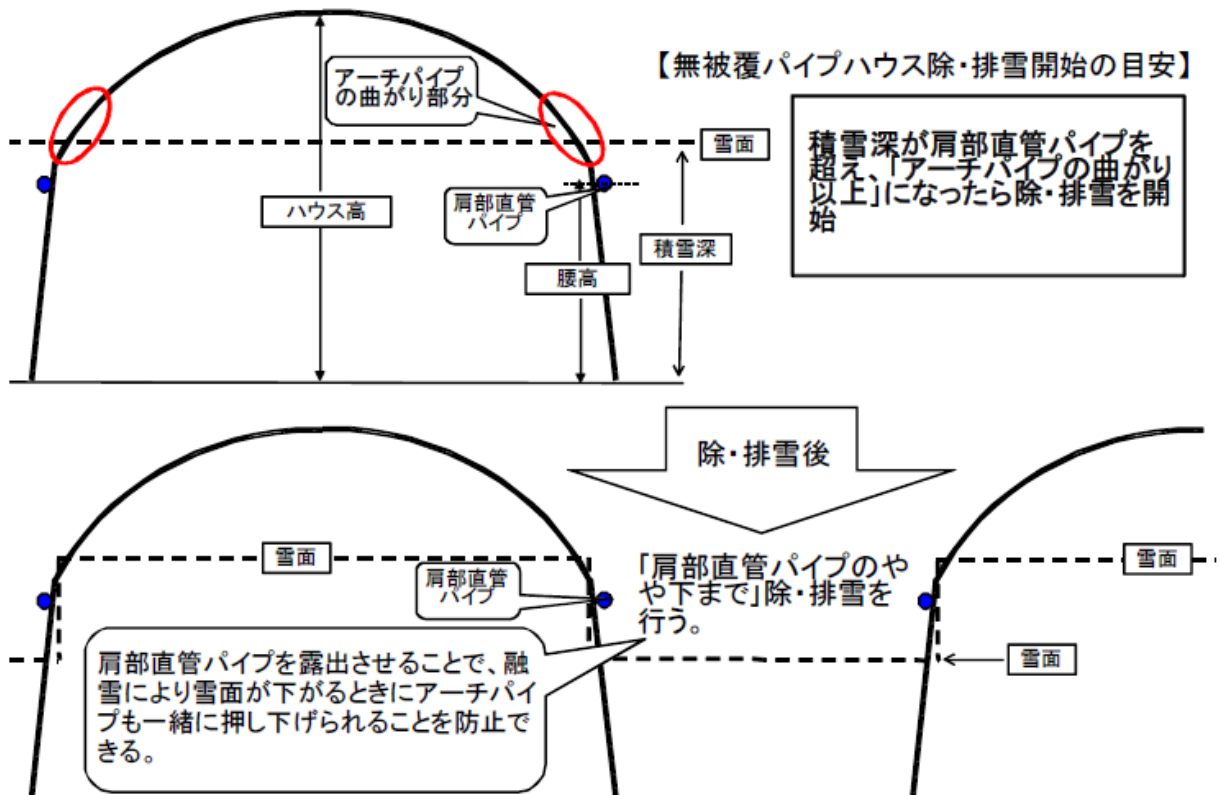 【無被覆パイプハウス除・排雪開始の目安】
アーチパイプ
の曲がり部分
雪面
積雪深が肩部直管パイプを
超え、「アーチパイプの曲がり
以上」になったら除・排雪を開
始
ハウス高
肩部直管
パイプ
積雪深
腰高
除・排雪後
雪面
肩部直管
パイプ
「肩部直管パイプのや
や下まで」除・排雪を
行う。
雪面
肩部直管パイプを露出させることで、融
雪により雪面が下がるときにアーチパイ
プも一緒に押し下げられることを防止で
きる。
雪面